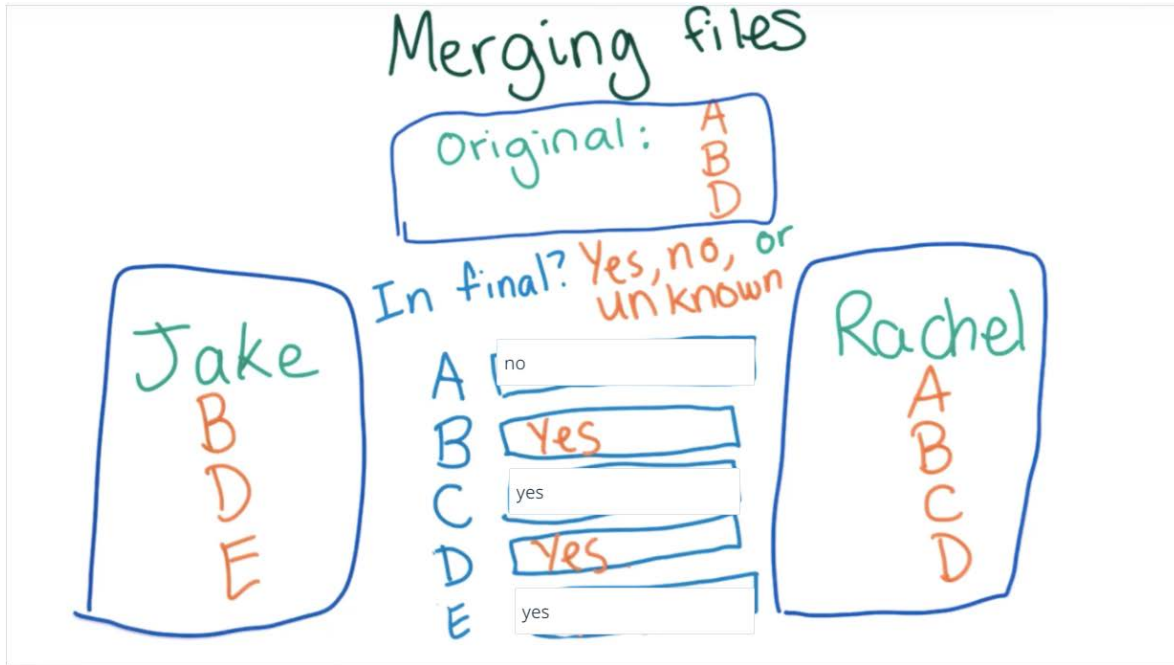 Merging files
Original: A
B
D
In final? Yes, no, or
unknown
Jake
B
D
E
A no
B Yes
C yes
D Yes
E yes
Rachel
A
B
C
D